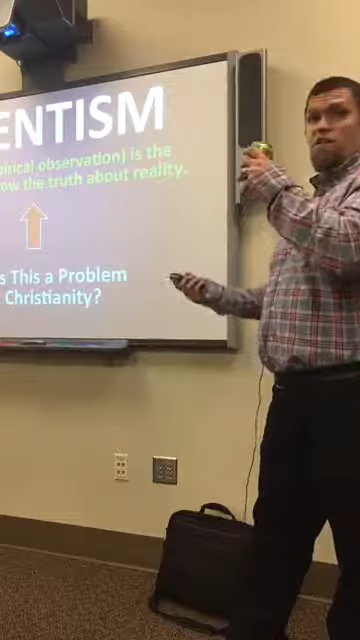 ENTISM
pirical observation) is the
ow the truth about reality.
s This a Problem
Christianity?